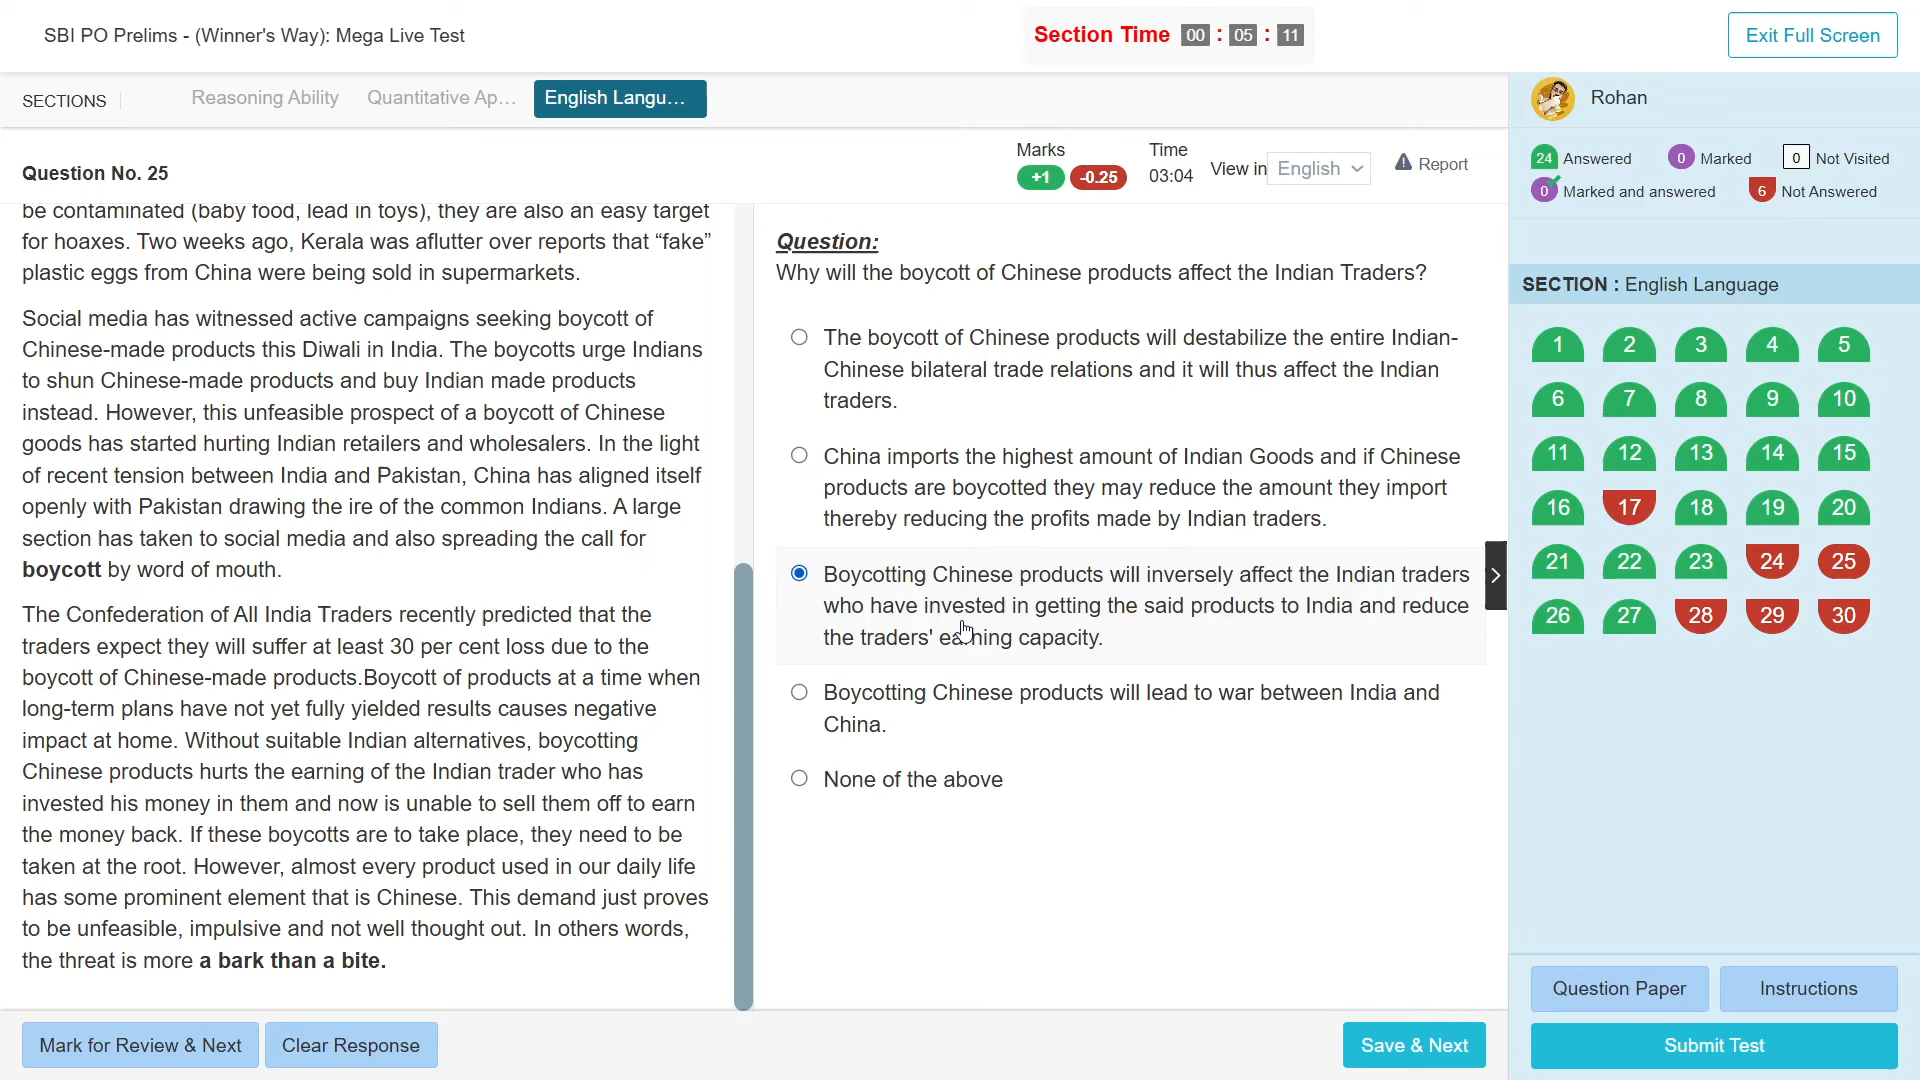 SBI PO Prelims - (Winner's Way): Mega Live Test
Section Time 00 : 05 : 11
Exit Full Screen
SECTIONS
Reasoning Ability
Quantitative Ap...
English Langu...
Rohan
Question No. 25
Marks
+1 -0.25
Time
03:04
View in English
Report
24 Answered
0 Marked
0 Not Visited
0 Marked and answered
6 Not Answered
be contaminated (baby food, lead in toys), they are also an easy target
for hoaxes. Two weeks ago, Kerala was aflutter over reports that “fake”
plastic eggs from China were being sold in supermarkets.
Social media has witnessed active campaigns seeking boycott of
Chinese-made products this Diwali in India. The boycotts urge Indians
to shun Chinese-made products and buy Indian made products
instead. However, this unfeasible prospect of a boycott of Chinese
goods has started hurting Indian retailers and wholesalers. In the light
of recent tension between India and Pakistan, China has aligned itself
openly with Pakistan drawing the ire of the common Indians. A large
section has taken to social media and also spreading the call for
boycott by word of mouth.
The Confederation of All India Traders recently predicted that the
traders expect they will suffer at least 30 per cent loss due to the
boycott of Chinese-made products.Boycott of products at a time when
long-term plans have not yet fully yielded results causes negative
impact at home. Without suitable Indian alternatives, boycotting
Chinese products hurts the earning of the Indian trader who has
invested his money in them and now is unable to sell them off to earn
the money back. If these boycotts are to take place, they need to be
taken at the root. However, almost every product used in our daily life
has some prominent element that is Chinese. This demand just proves
to be unfeasible, impulsive and not well thought out. In others words,
the threat is more a bark than a bite.
Question:
Why will the boycott of Chinese products affect the Indian Traders?
The boycott of Chinese products will destabilize the entire Indian-
Chinese bilateral trade relations and it will thus affect the Indian
traders.
China imports the highest amount of Indian Goods and if Chinese
products are boycotted they may reduce the amount they import
thereby reducing the profits made by Indian traders.
Boycotting Chinese products will inversely affect the Indian traders
who have invested in getting the said products to India and reduce
the traders' earning capacity.
Boycotting Chinese products will lead to war between India and
China.
None of the above
SECTION : English Language
1 2 3 4 5
6 7 8 9 10
11 12 13 14 15
16 17 18 19 20
21 22 23 24 25
26 27 28 29 30
Question Paper
Instructions
Mark for Review & Next
Clear Response
Save & Next
Submit Test